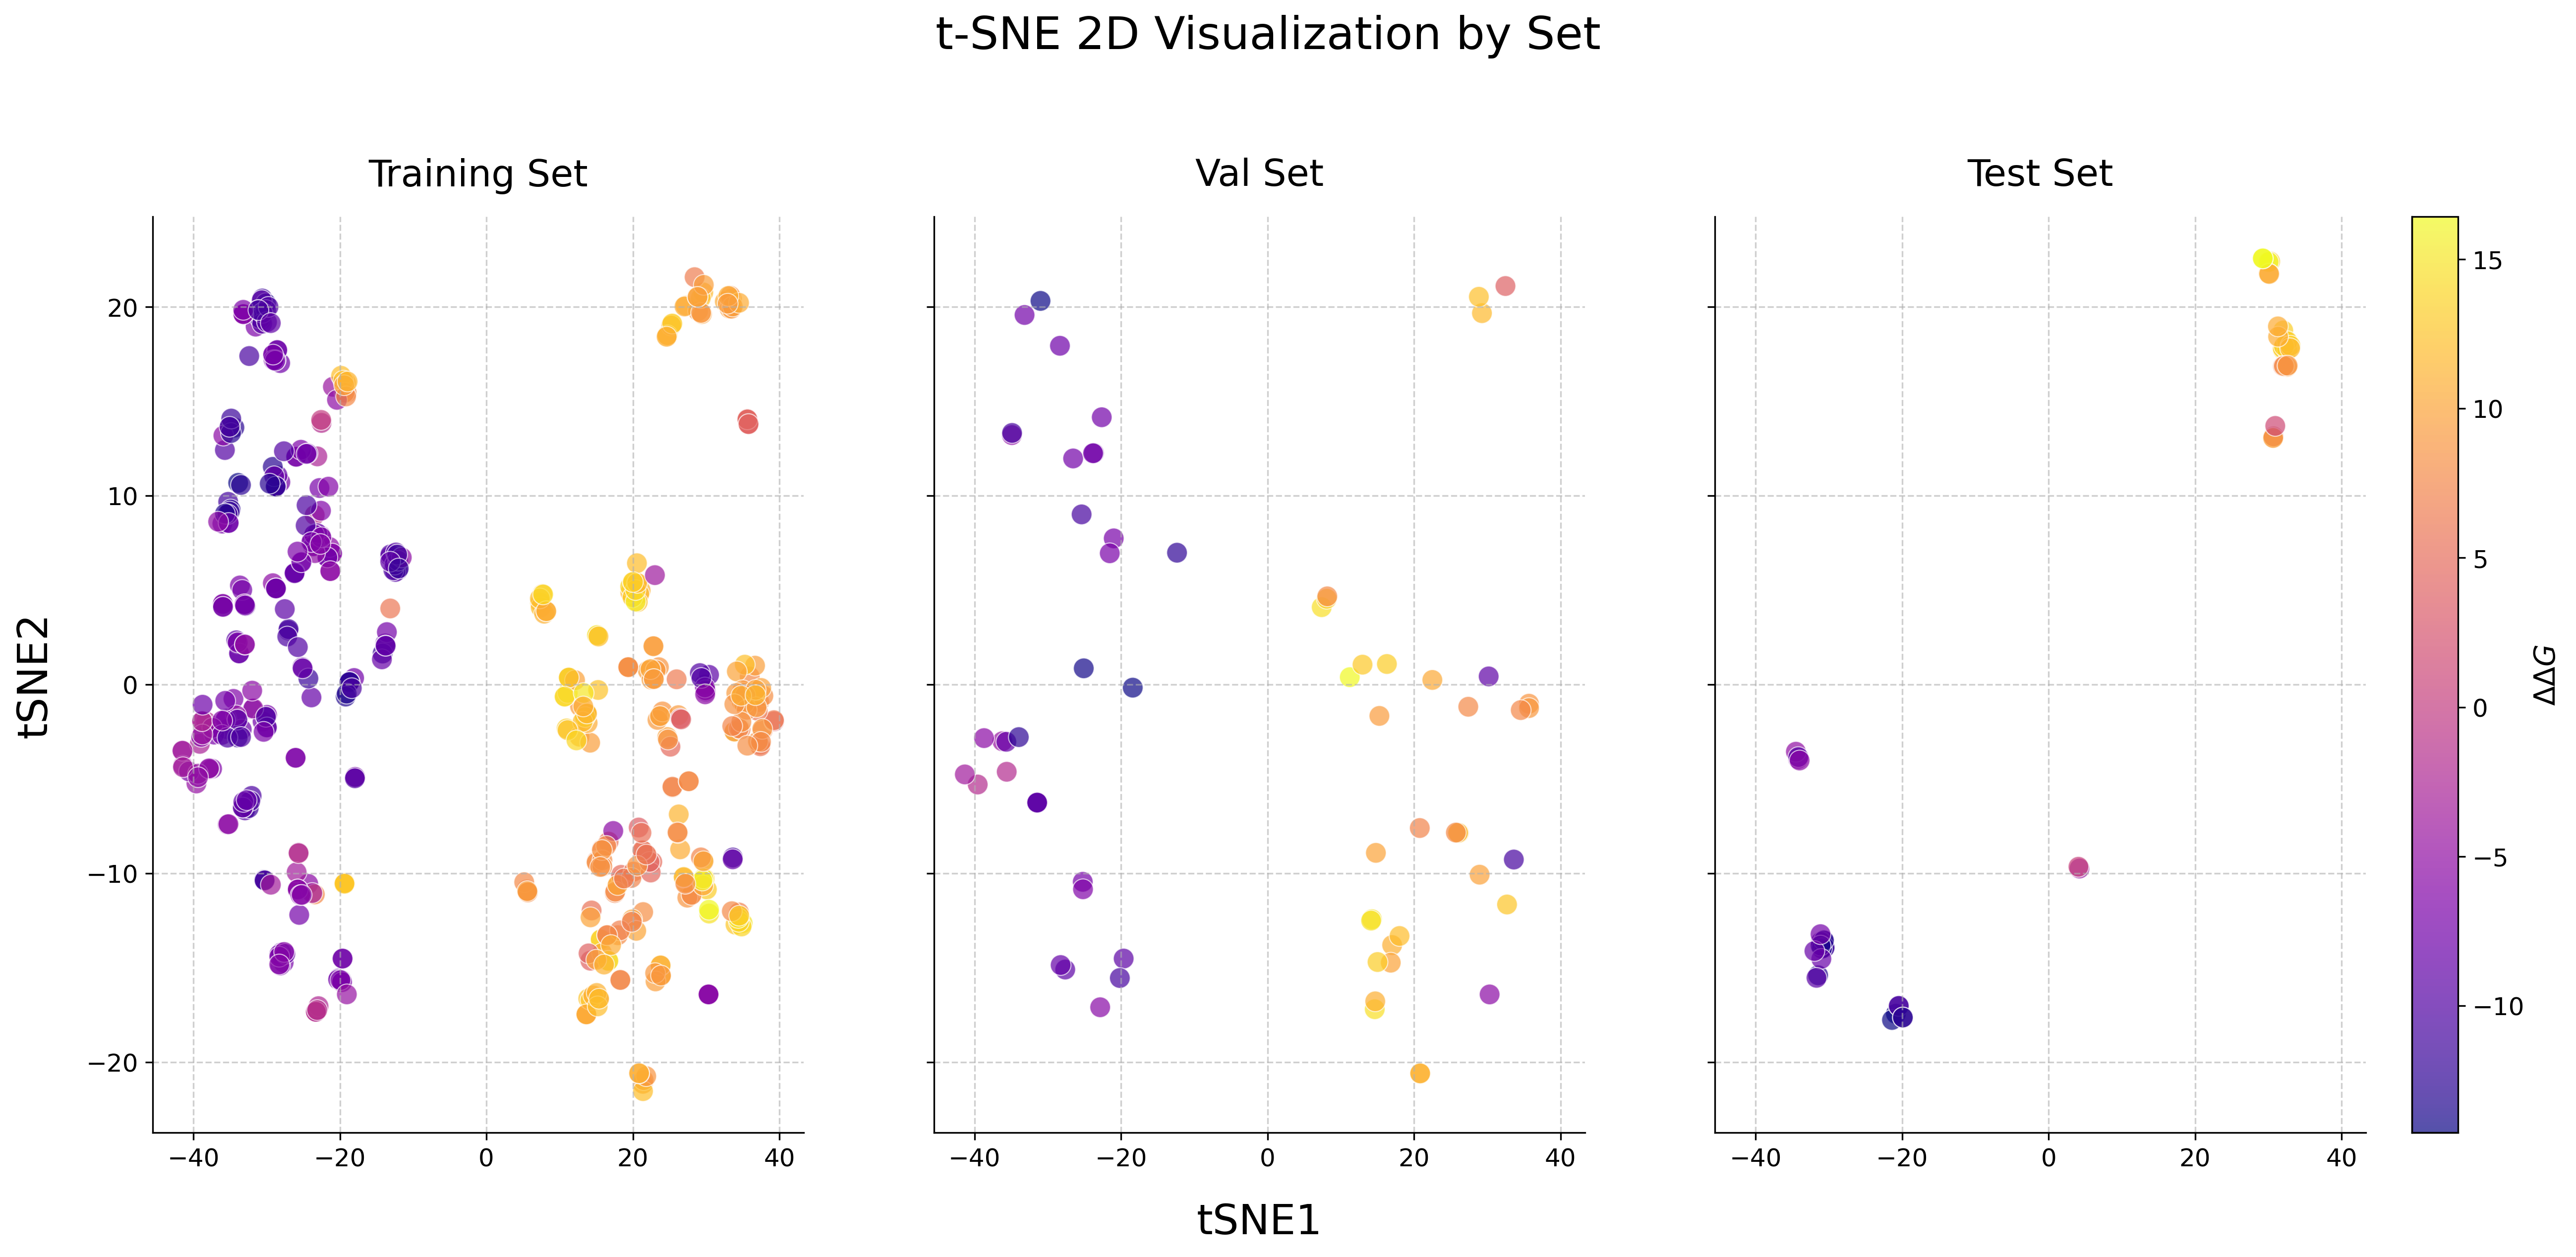 t-SNE 2D Visualization by Set
Training Set
Val Set
Test Set
tSNE2
20
10
0
−10
−20
−40 −20 0 20 40
−40 −20 0 20 40
−40 −20 0 20 40
tSNE1
15
10
5
0
−5
−10
ΔΔG